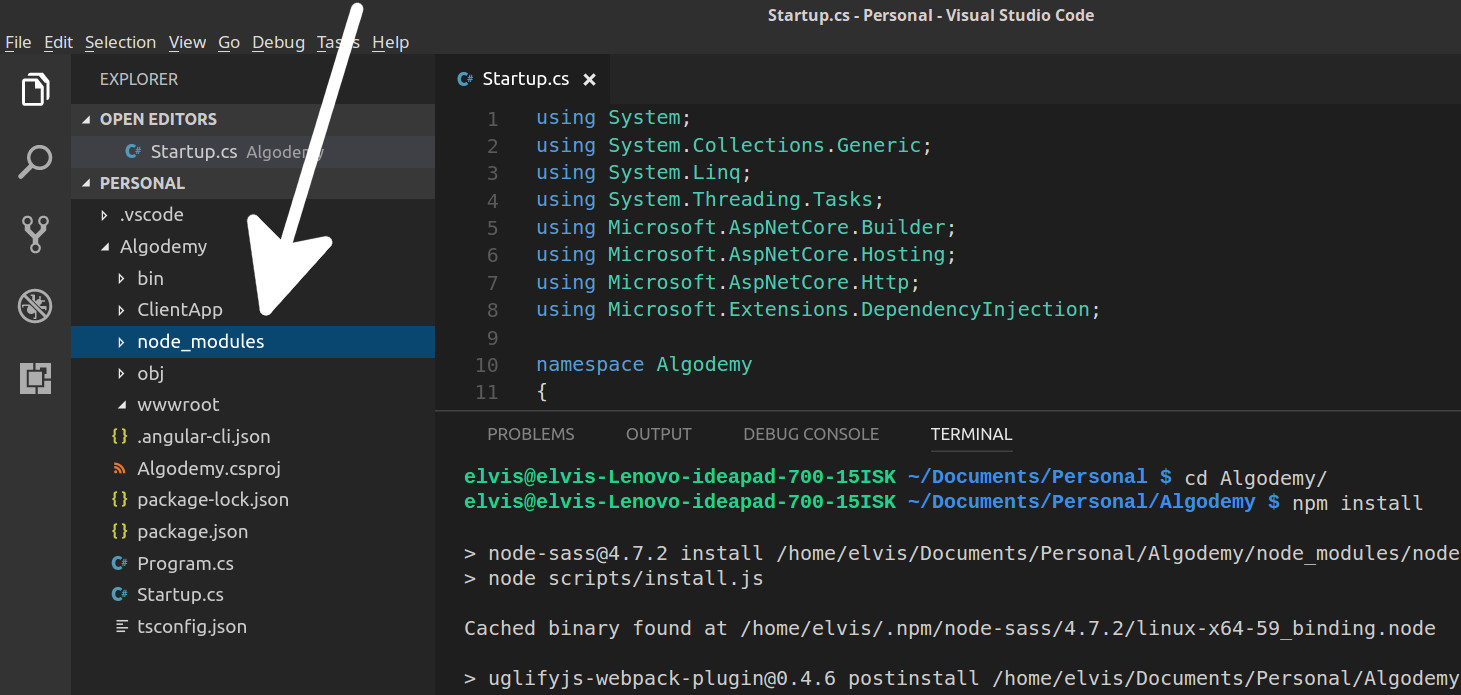 Startup.cs - Personal - Visual Studio Code
File Edit Selection View Go Debug Tasks Help
EXPLORER
OPEN EDITORS
C# Startup.cs Algodemy
PERSONAL
.vscode
Algodemy
bin
ClientApp
node_modules
obj
wwwroot
{} .angular-cli.json
Algodemy.csproj
{} package-lock.json
{} package.json
C# Program.cs
C# Startup.cs
tsconfig.json
C# Startup.cs ×
1 using System;
2 using System.Collections.Generic;
3 using System.Linq;
4 using System.Threading.Tasks;
5 using Microsoft.AspNetCore.Builder;
6 using Microsoft.AspNetCore.Hosting;
7 using Microsoft.AspNetCore.Http;
8 using Microsoft.Extensions.DependencyInjection;
9
10 namespace Algodemy
11 {
PROBLEMS OUTPUT DEBUG CONSOLE TERMINAL
elvis@elvis-Lenovo-ideapad-700-15ISK ~/Documents/Personal $ cd Algodemy/
elvis@elvis-Lenovo-ideapad-700-15ISK ~/Documents/Personal/Algodemy $ npm install
> node-sass@4.7.2 install /home/elvis/Documents/Personal/Algodemy/node_modules/node
> node scripts/install.js
Cached binary found at /home/elvis/.npm/node-sass/4.7.2/linux-x64-59_binding.node
> uglifyjs-webpack-plugin@0.4.6 postinstall /home/elvis/Documents/Personal/Algodemy